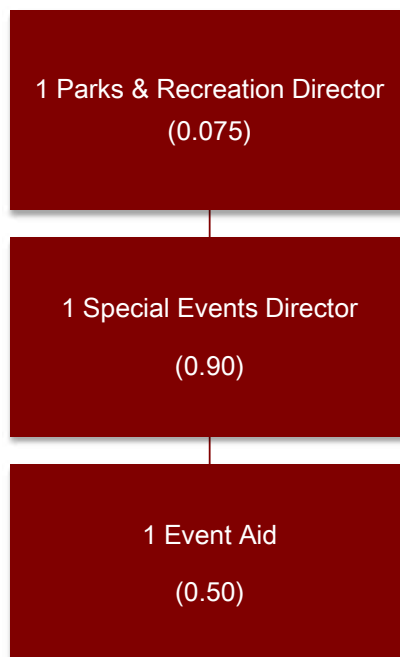 1 Parks & Recreation Director
(0.075)
1 Special Events Director
(0.90)
1 Event Aid
(0.50)